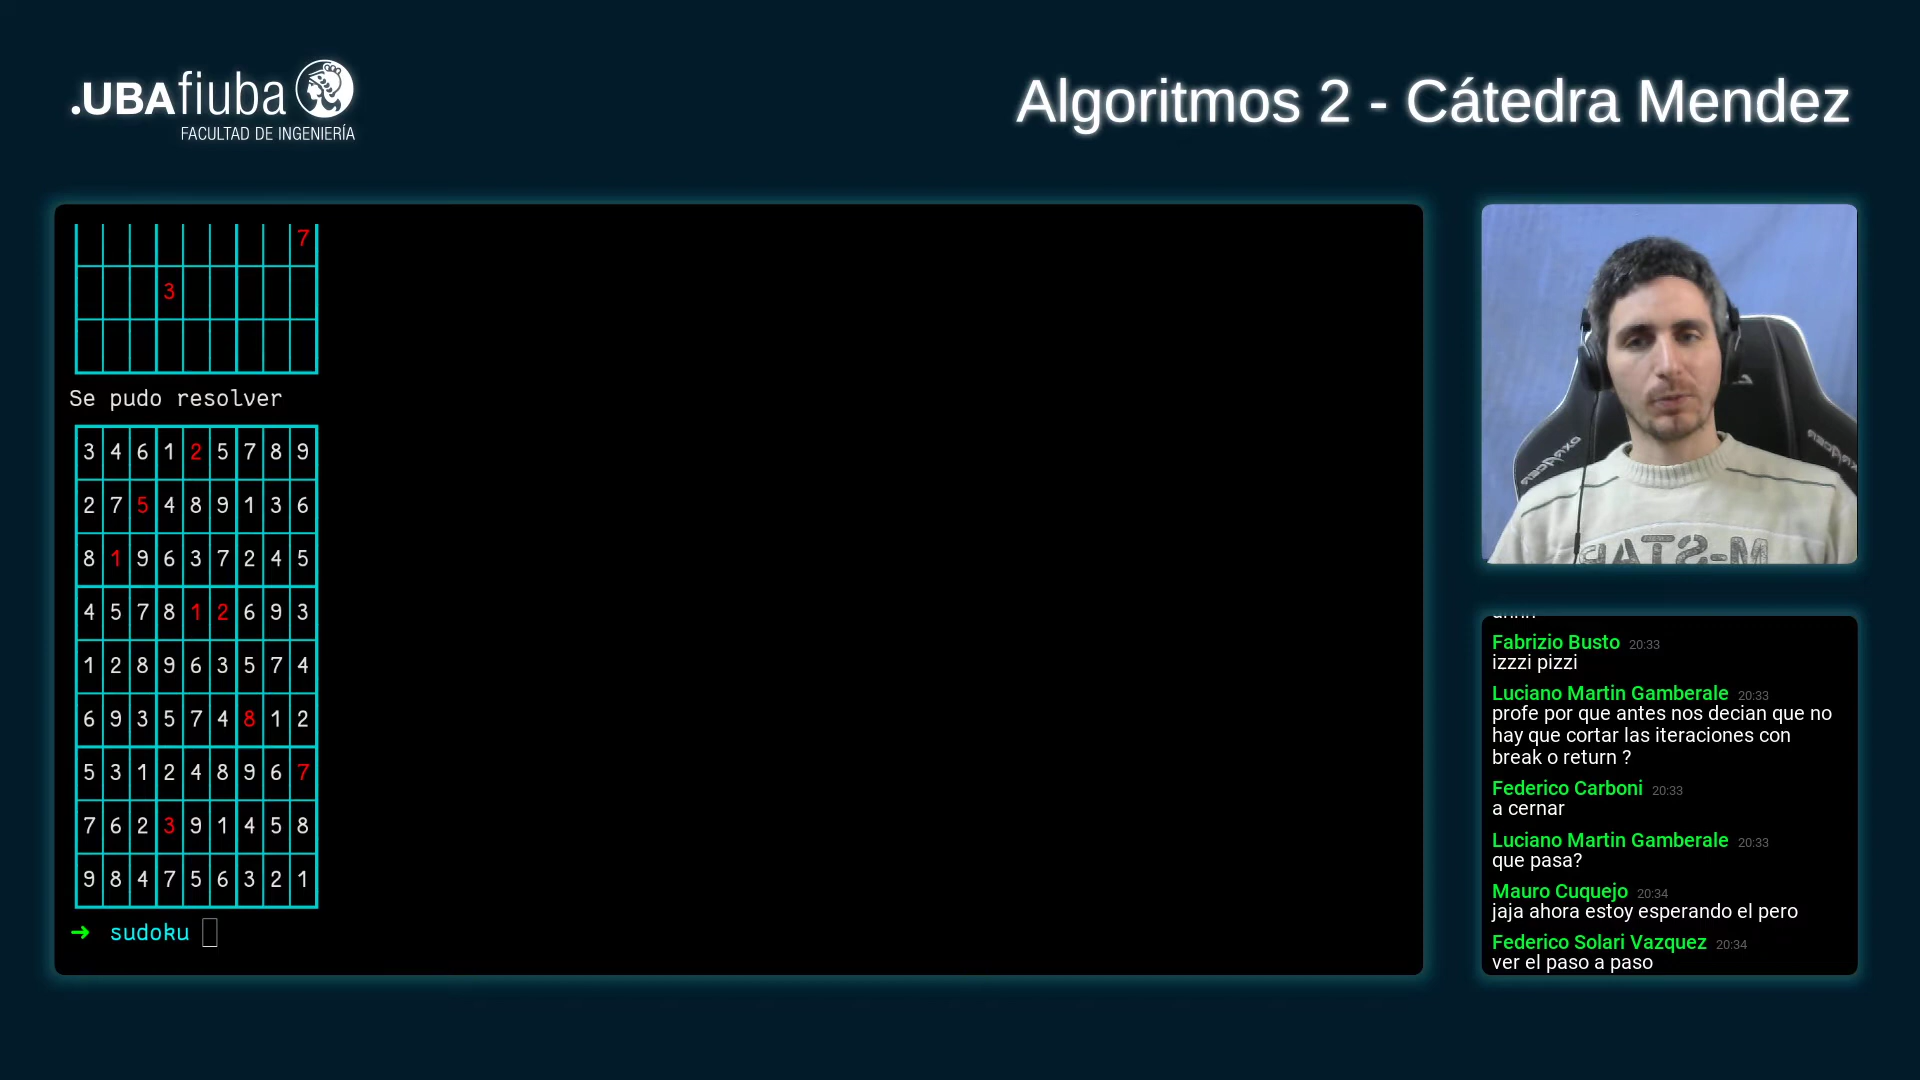 .UBAfiuba
FACULTAD DE INGENIERÍA
Algoritmos 2 - Cátedra Mendez
7
3
Se pudo resolver
3 4 6 1 2 5 7 8 9
2 7 5 4 8 9 1 3 6
8 1 9 6 3 7 2 4 5
4 5 7 8 1 2 6 9 3
1 2 8 9 6 3 5 7 4
6 9 3 5 7 4 8 1 2
5 3 1 2 4 8 9 6 7
7 6 2 3 9 1 4 5 8
9 8 4 7 5 6 3 2 1
➜ sudoku
M-STAR
Fabrizio Busto 20:33
izzzi pizzi
Luciano Martin Gamberale 20:33
profe por que antes nos decian que no
hay que cortar las iteraciones con
break o return ?
Federico Carboni 20:33
a cernar
Luciano Martin Gamberale 20:33
que pasa?
Mauro Cuquejo 20:34
jaja ahora estoy esperando el pero
Federico Solari Vazquez 20:34
ver el paso a paso